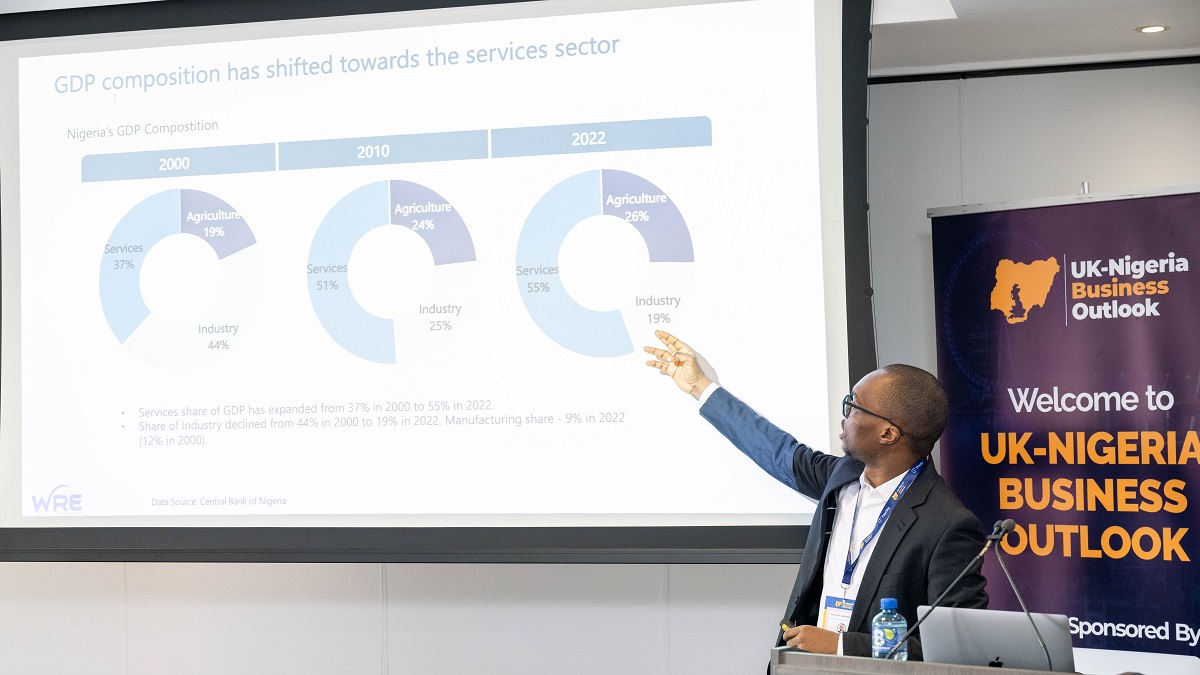 GDP composition has shifted towards the services sector
Nigeria's GDP Compostition
2000
2010
2022
Agriculture
19%
Services
37%
Industry
44%
Agriculture
24%
Services
51%
Industry
25%
Agriculture
26%
Services
55%
Industry
19%
• Services share of GDP has expanded from 37% in 2000 to 55% in 2022.
• Share of Industry declined from 44% in 2000 to 19% in 2022. Manufacturing share - 9% in 2022.
(12% in 2000).
WRE
Data Source: Central Bank of Nigeria
UK-Nigeria
Business
Outlook
Welcome to
UK-NIGERIA
BUSINESS
OUTLOOK
Sponsored By